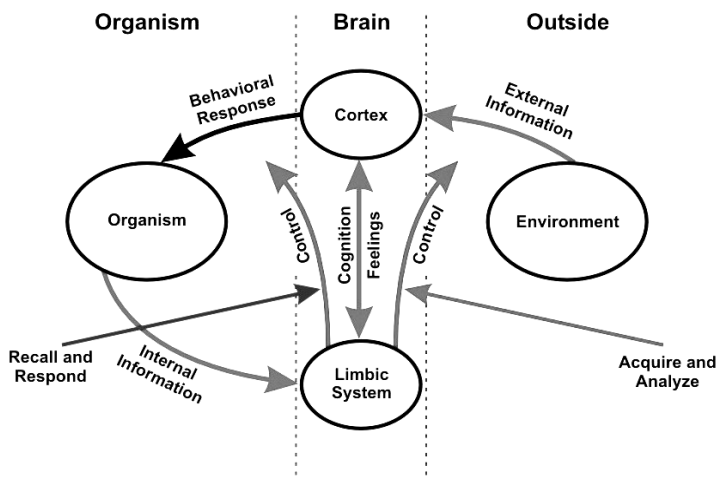 Organism
Brain
Outside
Behavioral
Response
Cortex
External
Information
Organism
Control
Cognition
Feelings
Control
Environment
Recall and
Respond
Internal
Information
Limbic
System
Acquire and
Analyze